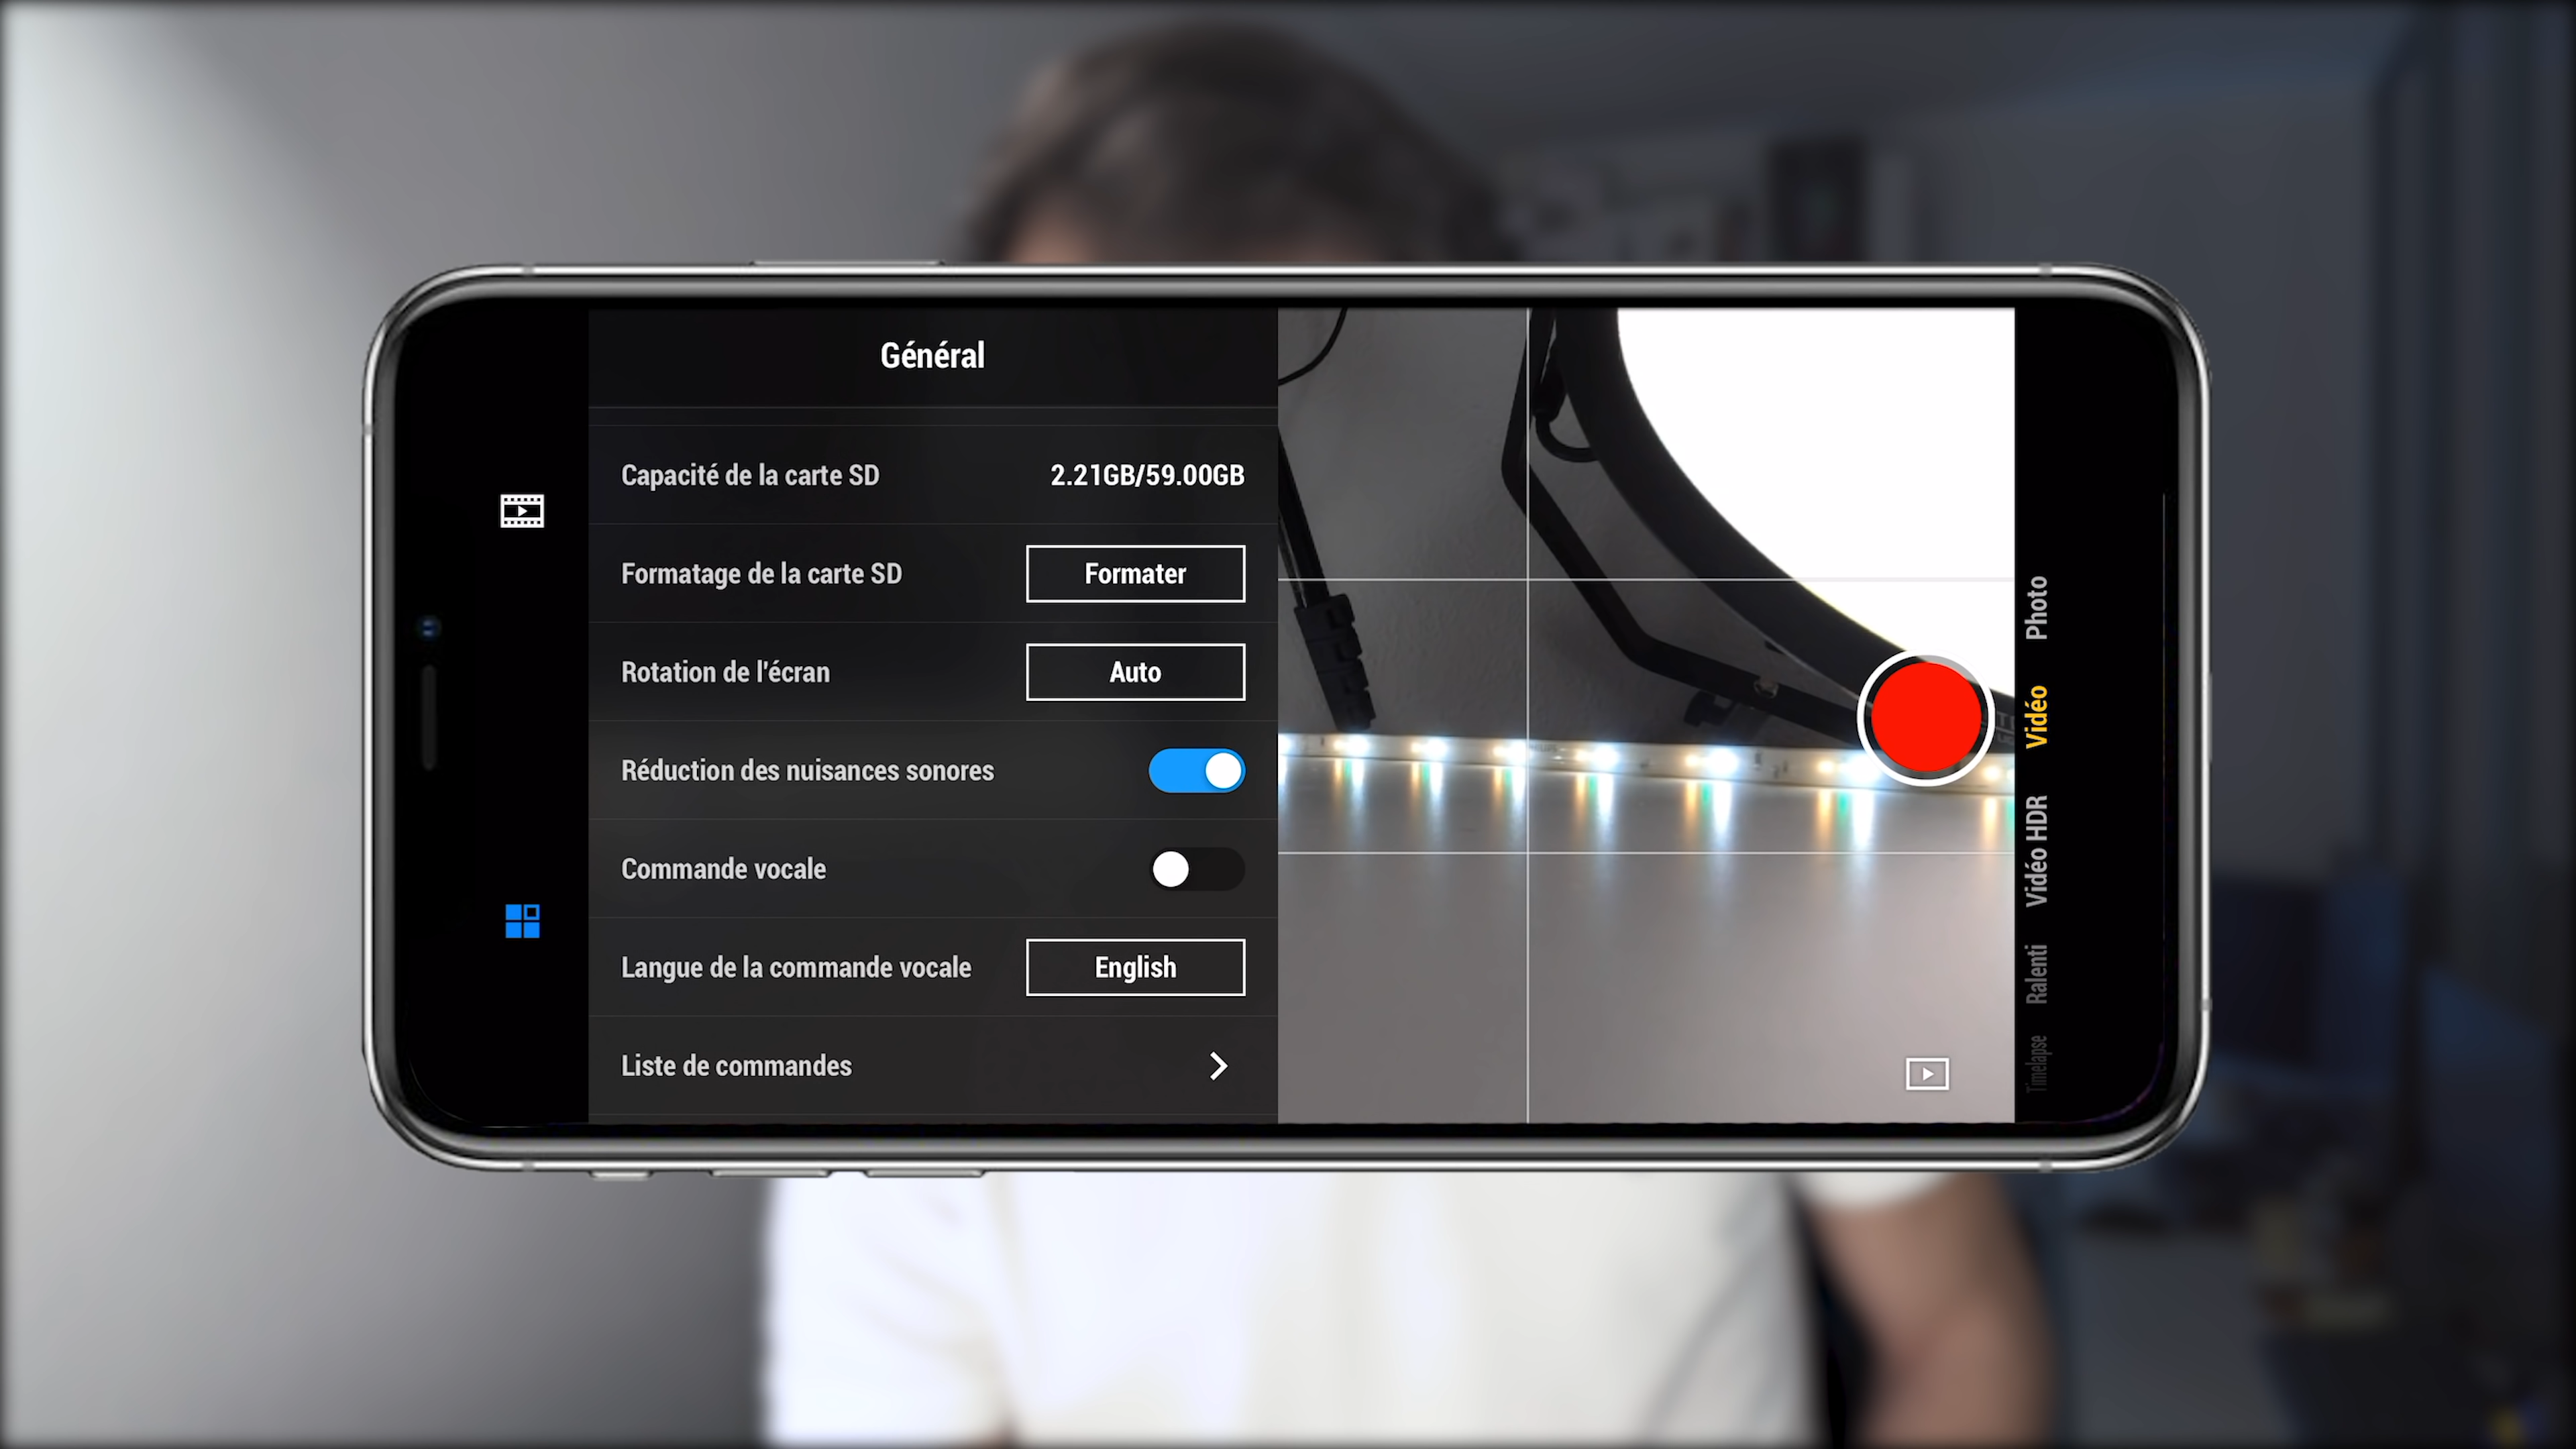 Général
Capacité de la carte SD 2.21GB/59.00GB
Formatage de la carte SD Formater
Rotation de l'écran Auto
Réduction des nuisances sonores
Commande vocale
Langue de la commande vocale English
Liste de commandes
Photo
Vidéo
Vidéo HDR
Ralenti
Timelapse